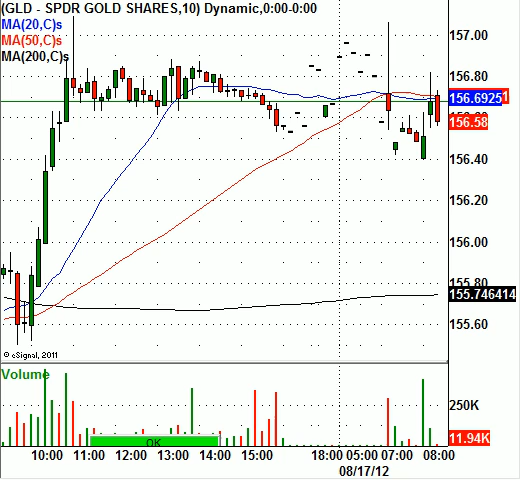 (GLD - SPDR GOLD SHARES,10) Dynamic,0:00-0:00
MA(20,C)s
MA(50,C)s
MA(200,C)s
157.00
156.80
156.6925
156.58
156.40
156.20
156.00
155.80
155.746414
155.60
© eSignal, 2011
Volume
250K
11.94K
OK
10:00 11:00 12:00 13:00 14:00 15:00 18:00 05:00 07:00 08:00
08/17/12